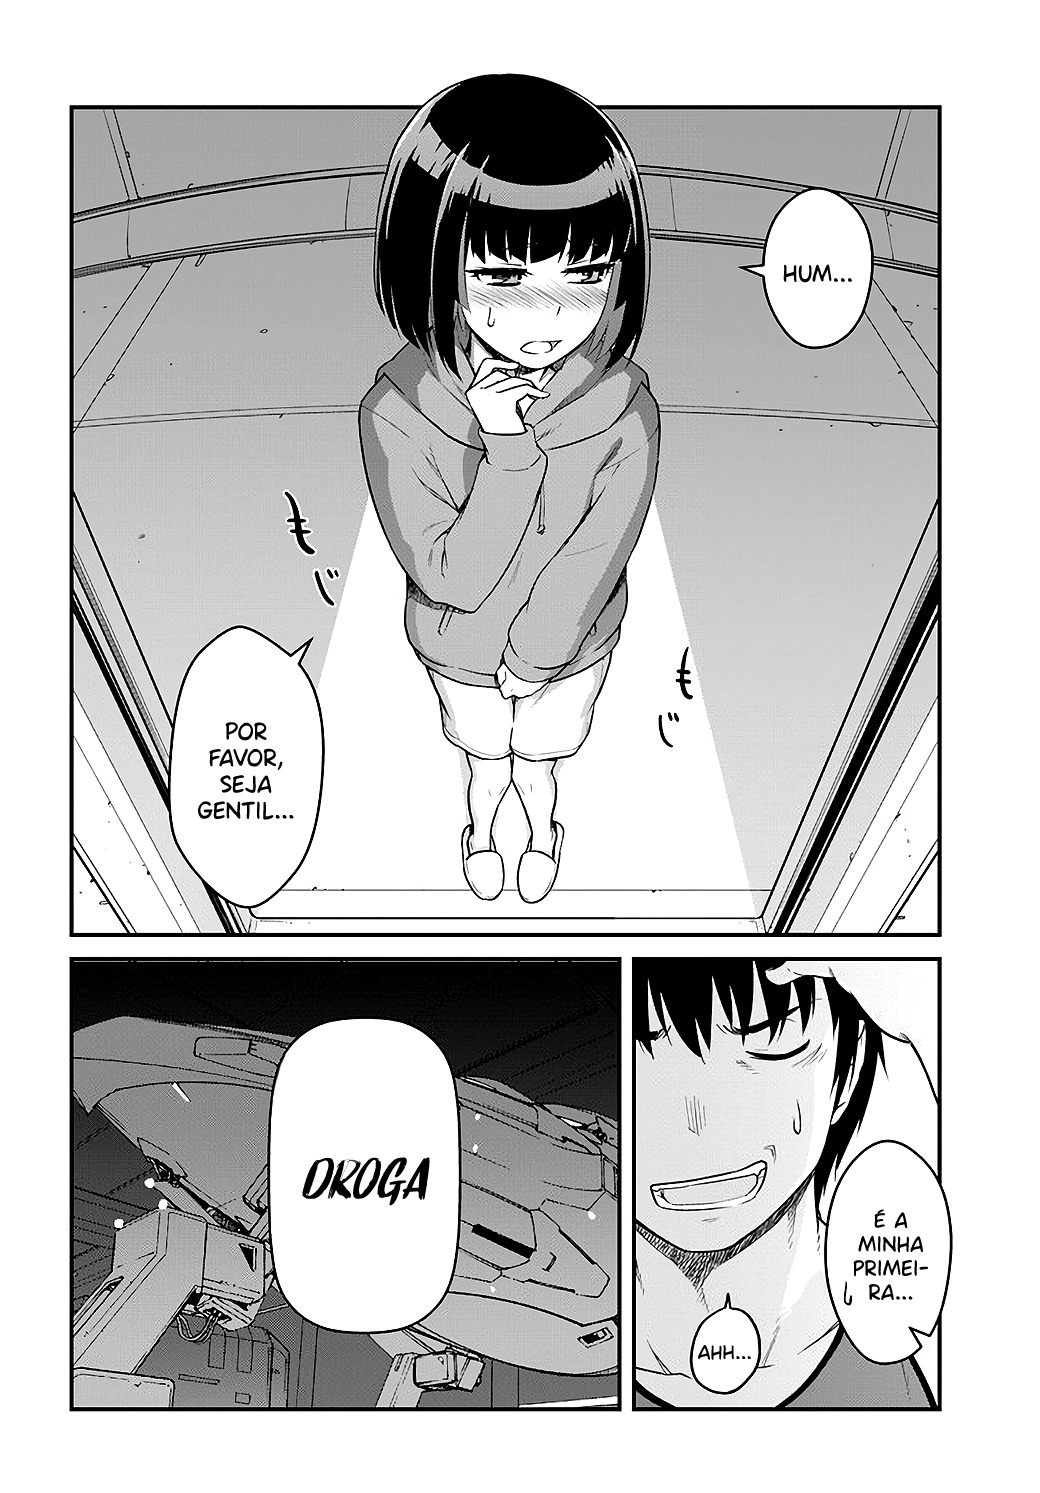 HUM...
もじ
もじ
POR
FAVOR,
SEJA
GENTIL...
É A
MINHA
PRIMEI-
RA...
AHH...
DROGA